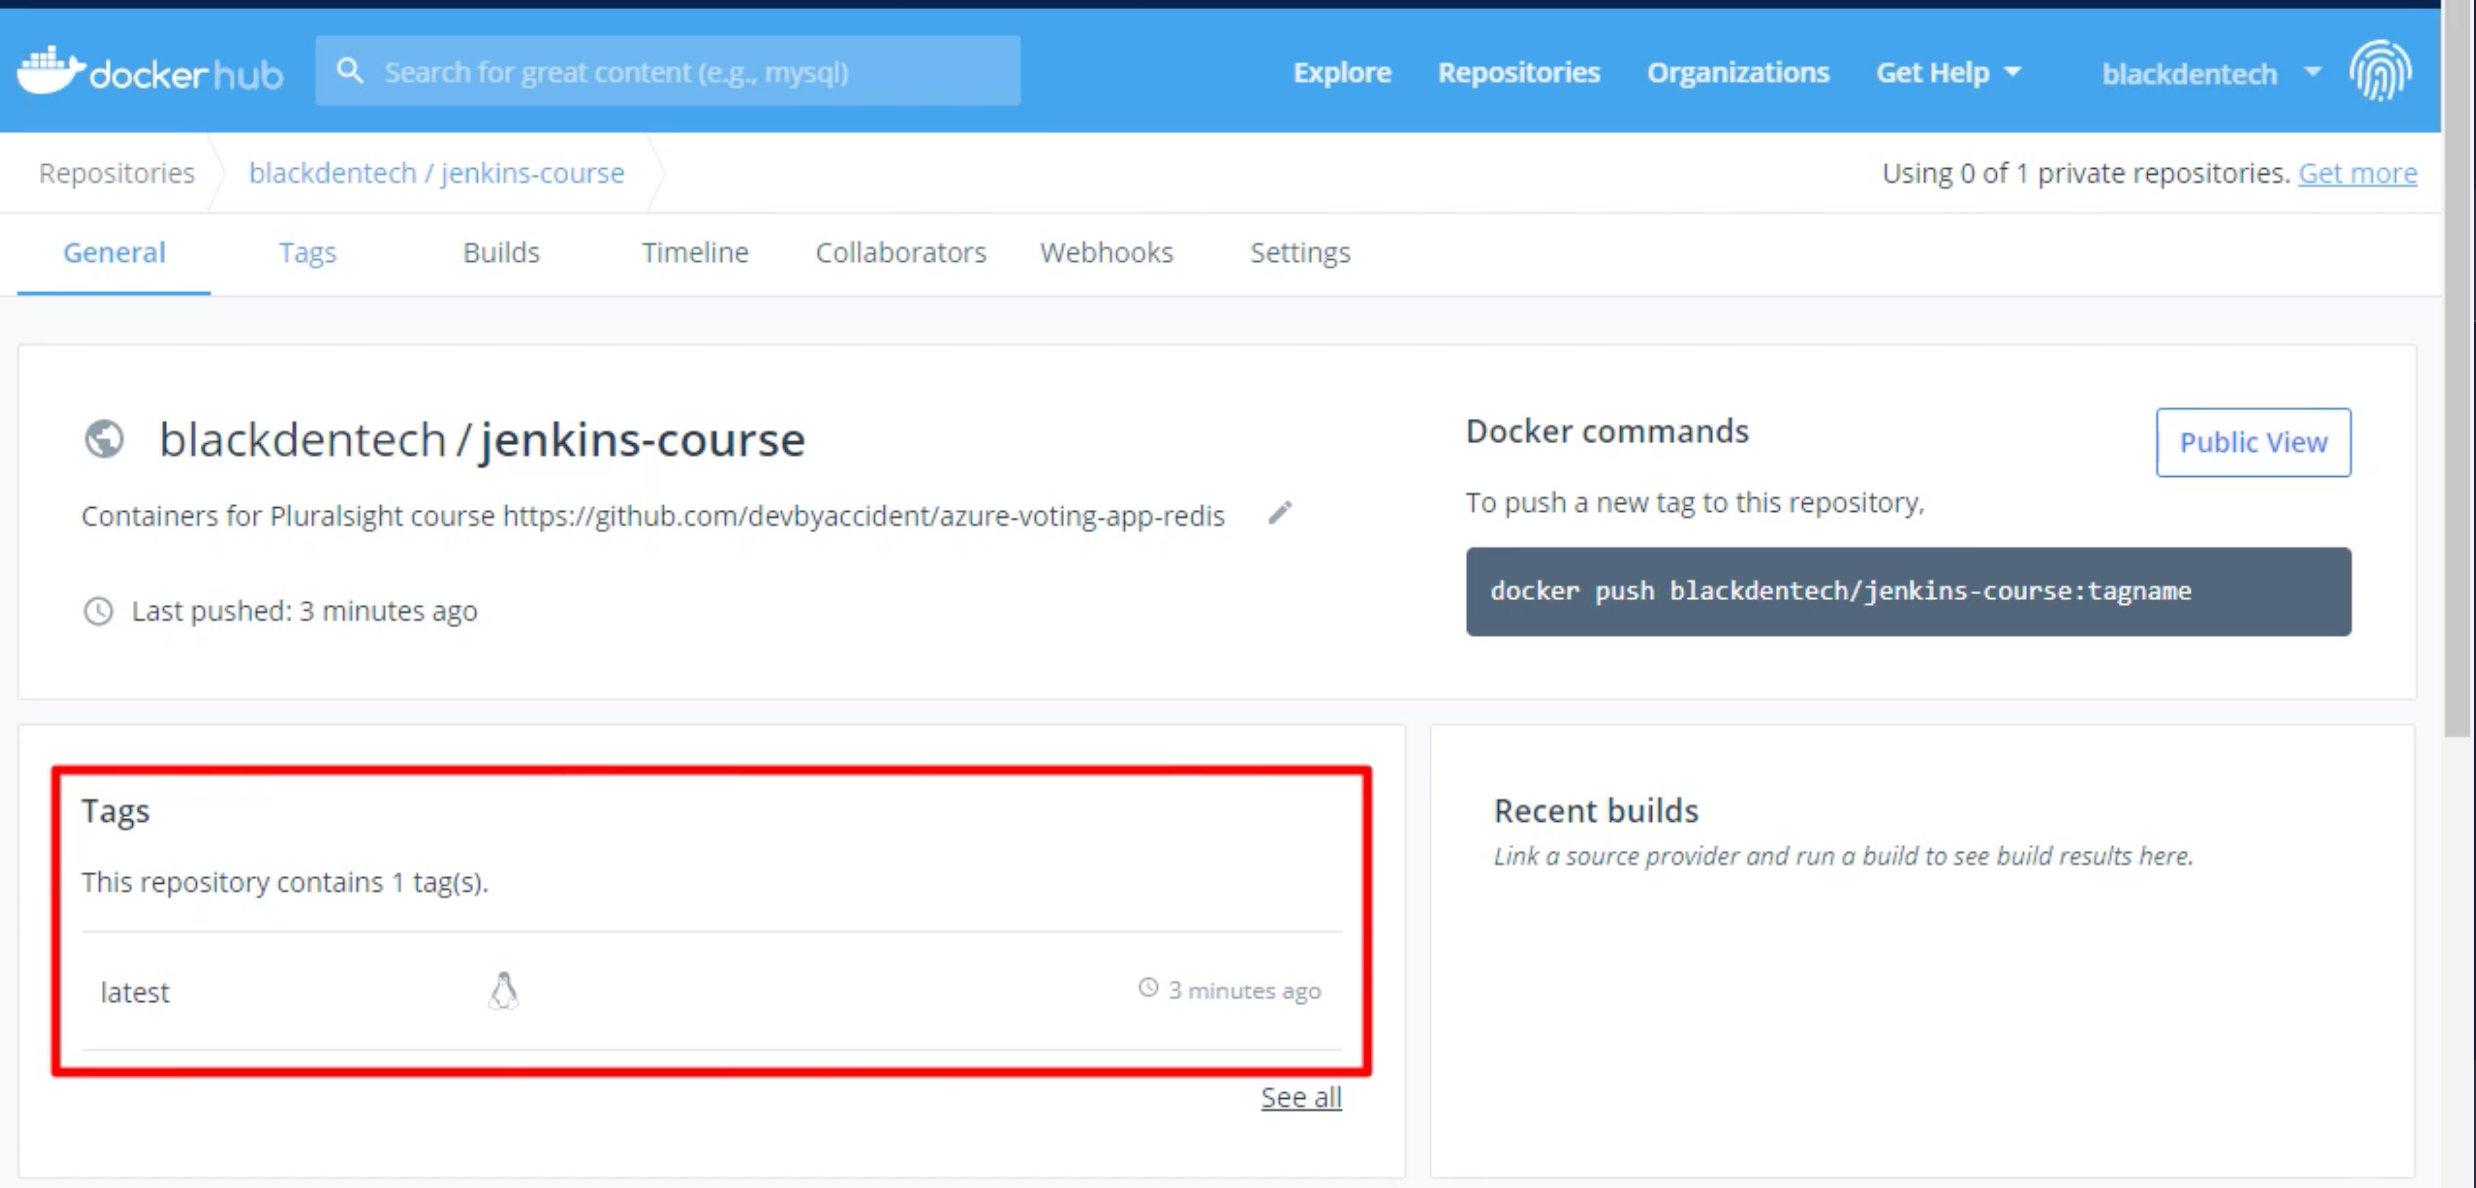 docker hub
Search for great content (e.g., mysql)
Explore
Repositories
Organizations
Get Help
blackdentech
Repositories
blackdentech / jenkins-course
Using 0 of 1 private repositories. Get more
General
Tags
Builds
Timeline
Collaborators
Webhooks
Settings
blackdentech / jenkins-course
Containers for Pluralsight course https://github.com/devbyaccident/azure-voting-app-redis
Last pushed: 3 minutes ago
Docker commands
Public View
To push a new tag to this repository,
docker push blackdentech/jenkins-course:tagname
Tags
This repository contains 1 tag(s).
latest
3 minutes ago
See all
Recent builds
Link a source provider and run a build to see build results here.